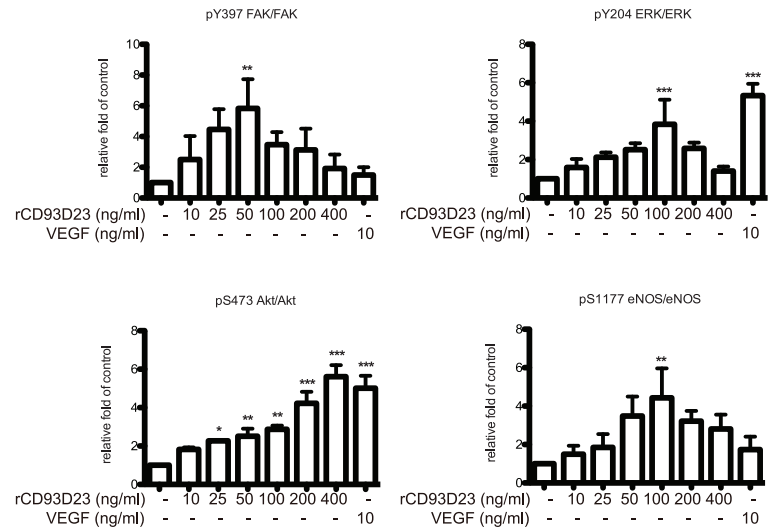 pY397 FAK/FAK
relative fold of control
10
8
6
4
2
0
**
rCD93D23 (ng/ml) - 10 25 50 100 200 400 -
VEGF (ng/ml) - - - - - - - 10
pY204 ERK/ERK
relative fold of control
8
6
4
2
0
***
***
rCD93D23 (ng/ml) - 10 25 50 100 200 400 -
VEGF (ng/ml) - - - - - - - 10
pS473 Akt/Akt
relative fold of control
8
6
4
2
0
* ** ** *** *** ***
rCD93D23 (ng/ml) - 10 25 50 100 200 400 -
VEGF (ng/ml) - - - - - - - 10
pS1177 eNOS/eNOS
relative fold of control
8
6
4
2
0
**
rCD93D23 (ng/ml) - 10 25 50 100 200 400 -
VEGF (ng/ml) - - - - - - - 10